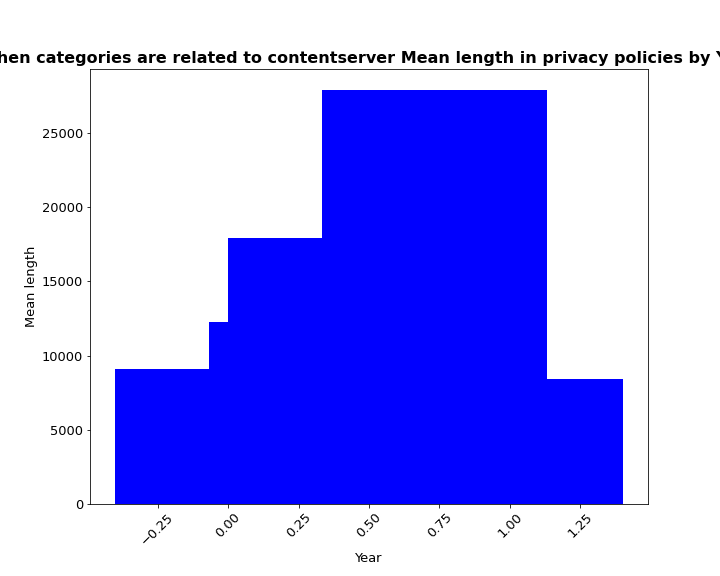 categories are related to contentserver Mean length in privacy policies by
25000
20000
15000
10000
5000
0
Mean length
−0.25 0.00 0.25 0.50 0.75 1.00 1.25
Year